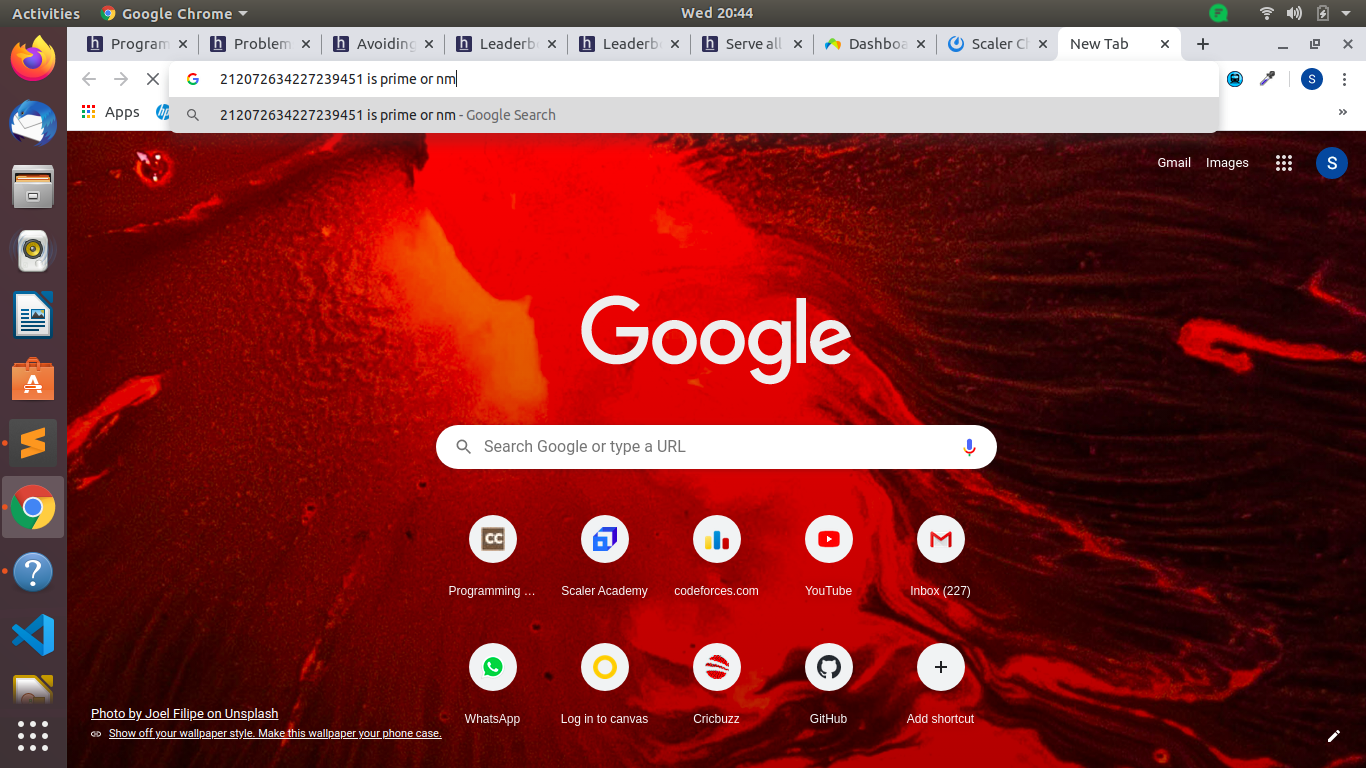 Activities Google Chrome Wed 20:44
Program Problem Avoiding Leaderb Leaderb Serve all Dashboa Scaler Ch New Tab
212072634227239451 is prime or nm
S
Apps
212072634227239451 is prime or nm - Google Search
»
Gmail Images S
Google
Search Google or type a URL
CC
Programming ... Scaler Academy codeforces.com YouTube Inbox (227)
WhatsApp Log in to canvas Cricbuzz GitHub Add shortcut
Photo by Joel Filipe on Unsplash
Show off your wallpaper style. Make this wallpaper your phone case.